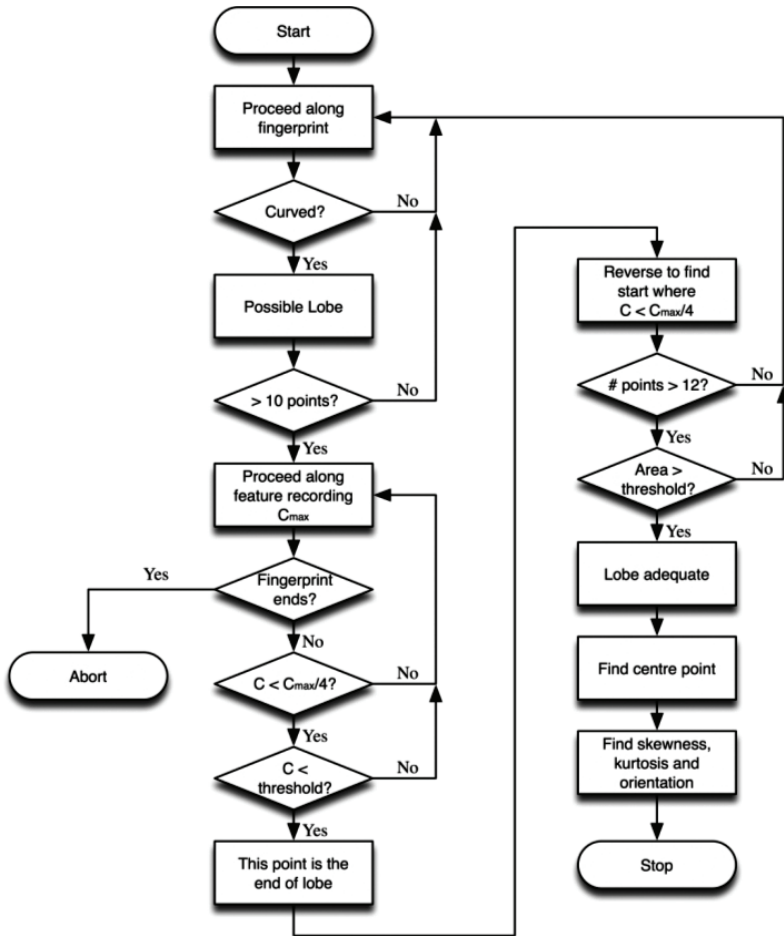 Start
Proceed along
fingerprint
Curved?
No
Yes
Possible Lobe
> 10 points?
No
Yes
Proceed along
feature recording
Cmax
Fingerprint
ends?
Yes
Abort
No
C < Cmax/4?
No
Yes
C <
threshold?
No
Yes
This point is the
end of lobe
Reverse to find
start where
C < Cmax/4
# points > 12?
No
Yes
Area >
threshold?
No
Yes
Lobe adequate
Find centre point
Find skewness,
kurtosis and
orientation
Stop